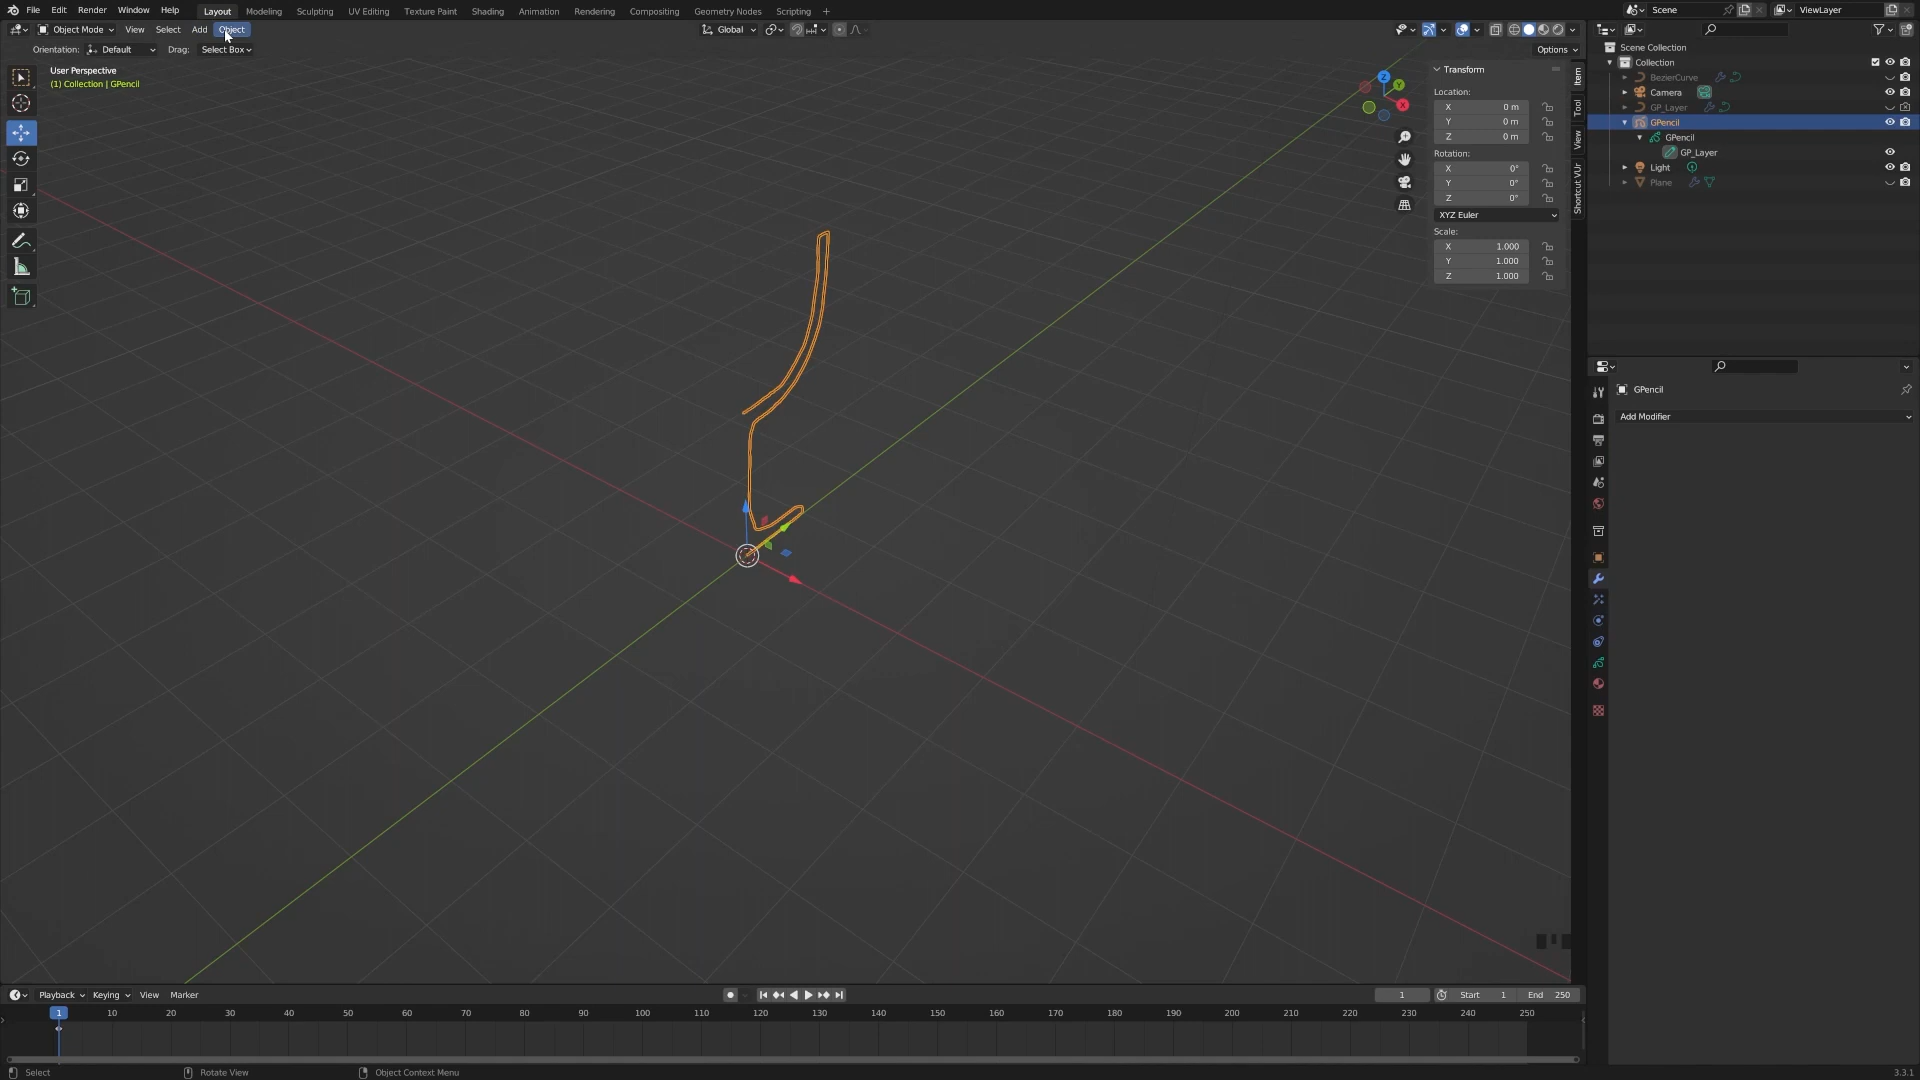 File Edit Render Window Help Layout Modeling Sculpting UV Editing Texture Paint Shading Animation Rendering Compositing Geometry Nodes Scripting + Scene ViewLayer
Object Mode View Select Add Object Global
Orientation: Default Drag: Select Box Options
User Perspective
(1) Collection | GPencil
Transform
Location:
X 0 m
Y 0 m
Z 0 m
Rotation:
X 0°
Y 0°
Z 0°
XYZ Euler
Scale:
X 1.000
Y 1.000
Z 1.000
Item
Tool
View
Shortcut VUr
Z
Y
X
Scene Collection
Collection
BezierCurve
Camera
GP_Layer
GPencil
GPencil
GP_Layer
Light
Plane
GPencil
Add Modifier
Playback Keying View Marker 1 Start 1 End 250
1 10 20 30 40 50 60 70 80 90 100 110 120 130 140 150 160 170 180 190 200 210 220 230 240 250
Select Rotate View Object Context Menu 3.3.1